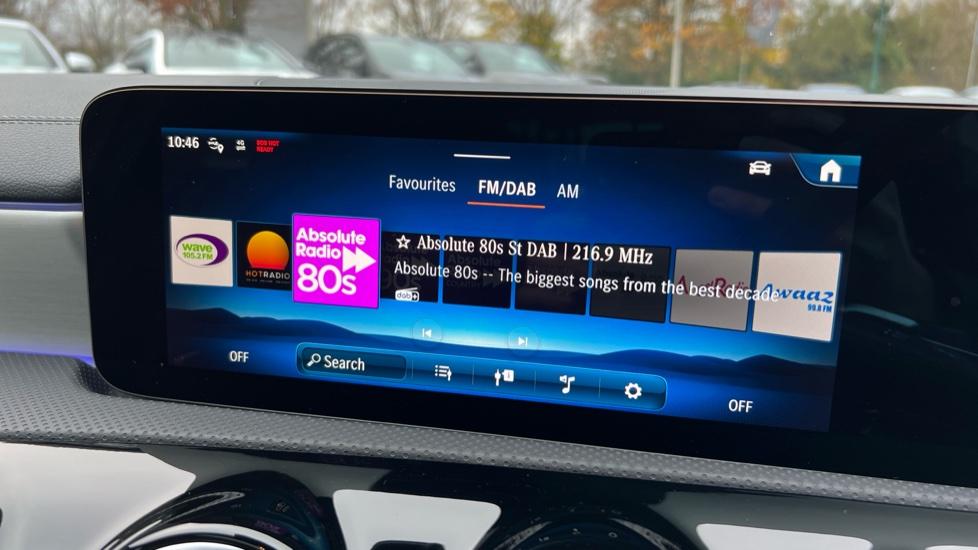 10:46
4G
SOS NOT
READY
Favourites FM/DAB AM
wave
105.2 FM
HOTRADIO
Absolute
Radio
80s
Absolute 80s St DAB | 216.9 MHz
Absolute 80s -- The biggest songs from the best decade
dab+
Awaaz
99.8 FM
OFF
Search
OFF